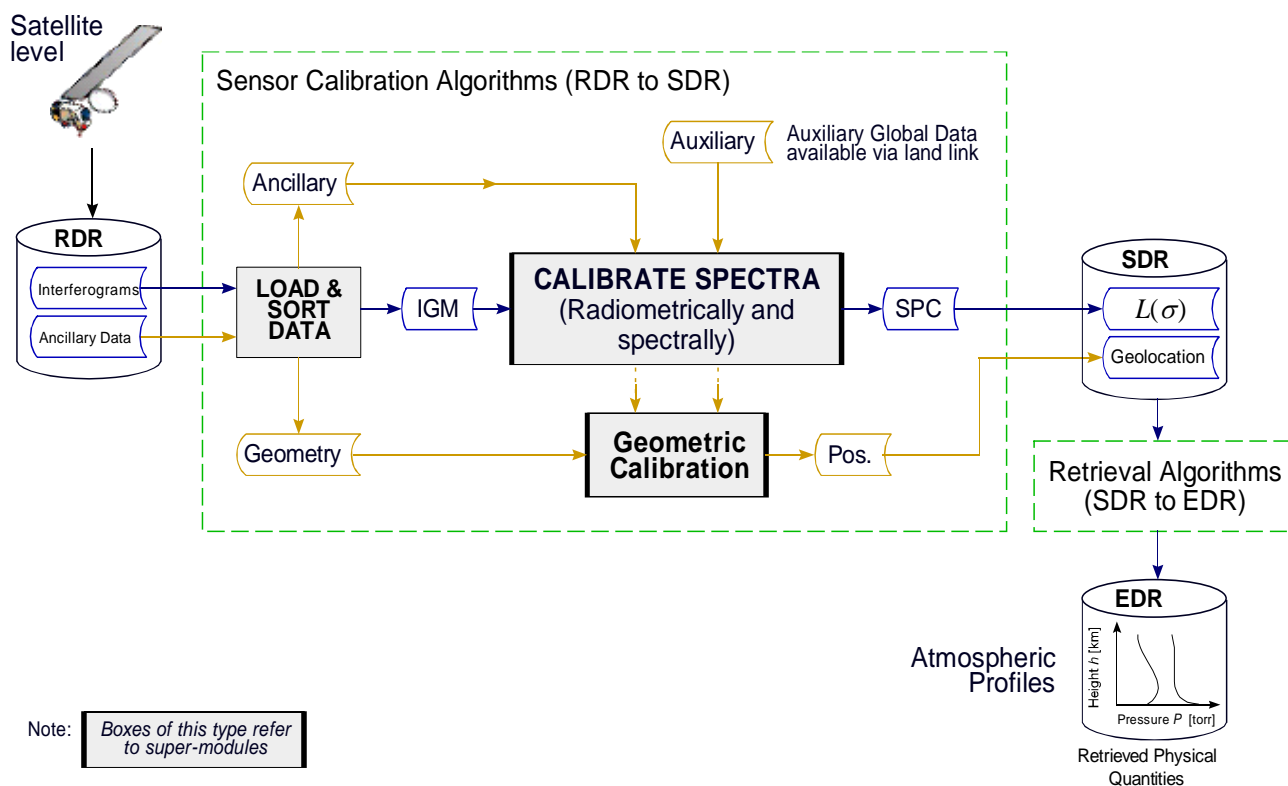 Satellite
level
Sensor Calibration Algorithms (RDR to SDR)
Auxiliary
Auxiliary Global Data
available via land link
Ancillary
RDR
Interferograms
Ancillary Data
LOAD &
SORT
DATA
IGM
CALIBRATE SPECTRA
(Radiometrically and
spectrally)
SPC
SDR
L(σ)
Geolocation
Geometry
Geometric
Calibration
Pos.
Retrieval Algorithms
(SDR to EDR)
EDR
Height h [km]
Pressure P [torr]
Atmospheric
Profiles
Retrieved Physical
Quantities
Note:
Boxes of this type refer
to super-modules